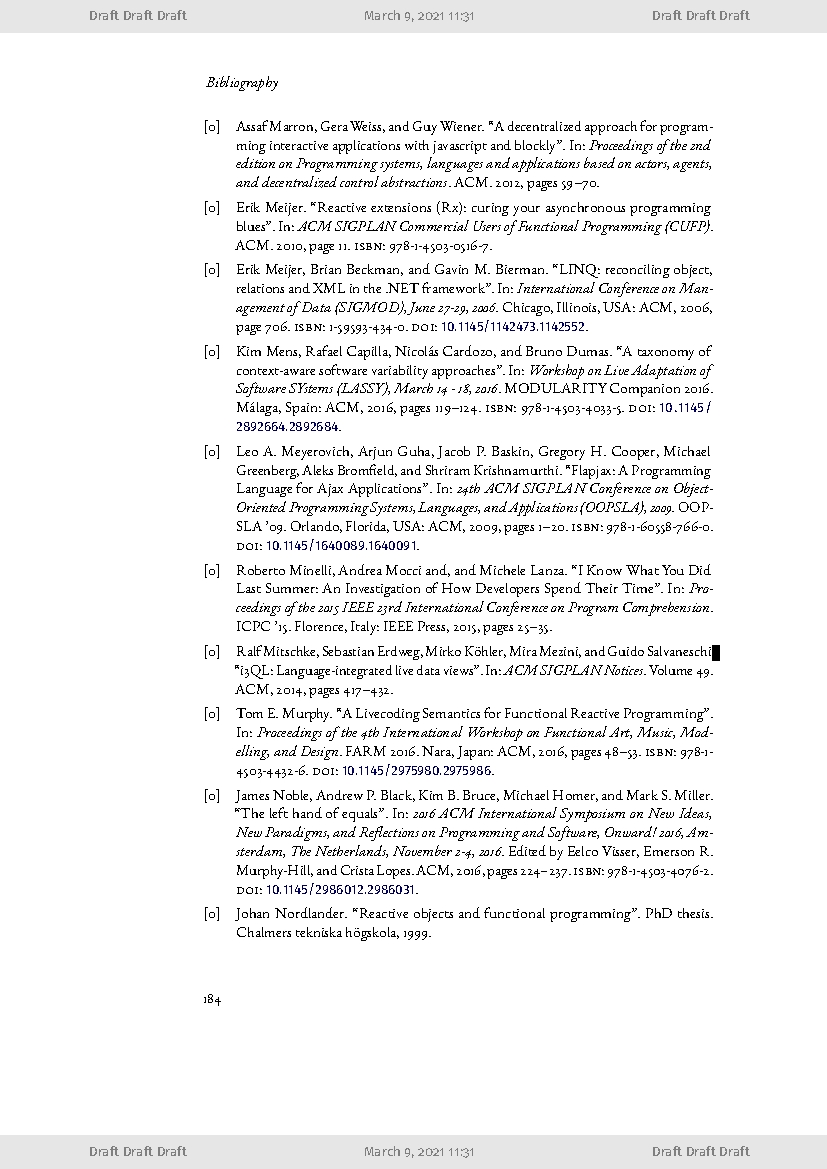 Draft Draft Draft March 9, 2021 11:31 Draft Draft Draft
Bibliography
[0] Assaf Marron, Gera Weiss, and Guy Wiener. “A decentralized approach for program-
ming interactive applications with javascript and blockly”. In: Proceedings of the 2nd
edition on Programming systems, languages and applications based on actors, agents,
and decentralized control abstractions. ACM. 2012, pages 59–70.
[0] Erik Meijer. “Reactive extensions (Rx): curing your asynchronous programming
blues”. In: ACM SIGPLAN Commercial Users of Functional Programming (CUFP).
ACM. 2010, page 11. ISBN: 978-1-4503-0516-7.
[0] Erik Meijer, Brian Beckman, and Gavin M. Bierman. “LINQ: reconciling object,
relations and XML in the .NET framework”. In: International Conference on Man-
agement of Data (SIGMOD), June 27-29, 2006. Chicago, Illinois, USA: ACM, 2006,
page 706. ISBN: 1-59593-434-0. DOI: 10.1145/1142473.1142552.
[0] Kim Mens, Rafael Capilla, Nicolás Cardozo, and Bruno Dumas. “A taxonomy of
context-aware software variability approaches”. In: Workshop on Live Adaptation of
Software SYstems (LASSY), March 14 - 18, 2016. MODULARITY Companion 2016.
Málaga, Spain: ACM, 2016, pages 119–124. ISBN: 978-1-4503-4033-5. DOI: 10.1145/
2892664.2892684.
[0] Leo A. Meyerovich, Arjun Guha, Jacob P. Baskin, Gregory H. Cooper, Michael
Greenberg, Aleks Bromfield, and Shriram Krishnamurthi. “Flapjax: A Programming
Language for Ajax Applications”. In: 24th ACM SIGPLAN Conference on Object-
Oriented Programming Systems, Languages, and Applications (OOPSLA), 2009. OOP-
SLA ’09. Orlando, Florida, USA: ACM, 2009, pages 1–20. ISBN: 978-1-60558-766-0.
DOI: 10.1145/1640089.1640091.
[0] Roberto Minelli, Andrea Mocci and, and Michele Lanza. “I Know What You Did
Last Summer: An Investigation of How Developers Spend Their Time”. In: Pro-
ceedings of the 2015 IEEE 23rd International Conference on Program Comprehension.
ICPC ’15. Florence, Italy: IEEE Press, 2015, pages 25–35.
[0] Ralf Mitschke, Sebastian Erdweg, Mirko Köhler, Mira Mezini, and Guido Salvaneschi
“i3QL: Language-integrated live data views”. In: ACM SIGPLAN Notices. Volume 49.
ACM, 2014, pages 417–432.
[0] Tom E. Murphy. “A Livecoding Semantics for Functional Reactive Programming”.
In: Proceedings of the 4th International Workshop on Functional Art, Music, Mod-
elling, and Design. FARM 2016. Nara, Japan: ACM, 2016, pages 48–53. ISBN: 978-1-
4503-4432-6. DOI: 10.1145/2975980.2975986.
[0] James Noble, Andrew P. Black, Kim B. Bruce, Michael Homer, and Mark S. Miller.
“The left hand of equals”. In: 2016 ACM International Symposium on New Ideas,
New Paradigms, and Reflections on Programming and Software, Onward! 2016, Am-
sterdam, The Netherlands, November 2-4, 2016. Edited by Eelco Visser, Emerson R.
Murphy-Hill, and Crista Lopes. ACM, 2016, pages 224–237. ISBN: 978-1-4503-4076-2.
DOI: 10.1145/2986012.2986031.
[0] Johan Nordlander. “Reactive objects and functional programming”. PhD thesis.
Chalmers tekniska högskola, 1999.
184
Draft Draft Draft March 9, 2021 11:31 Draft Draft Draft